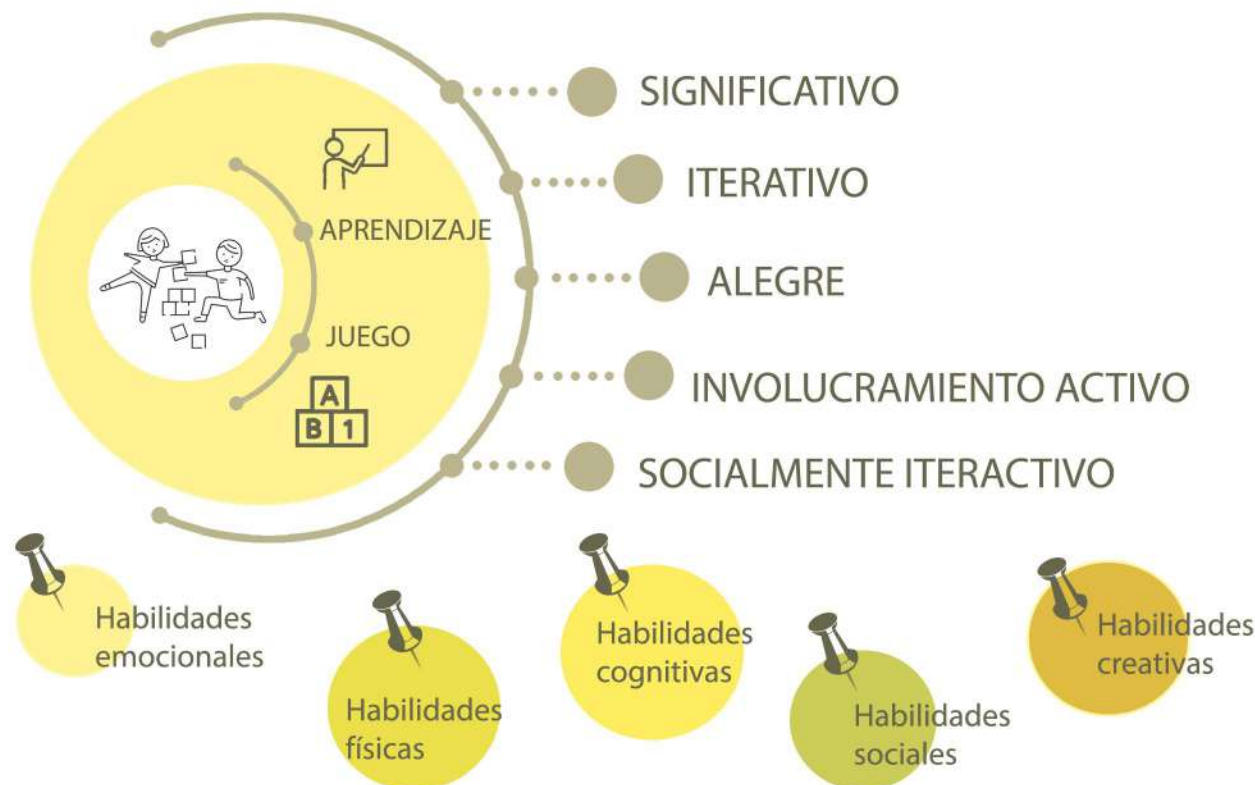 SIGNIFICATIVO
ITERATIVO
APRENDIZAJE
ALEGRE
JUEGO
A
B 1
INVOLUCRAMIENTO ACTIVO
SOCIALMENTE ITERACTIVO
Habilidades
emocionales
Habilidades
físicas
Habilidades
cognitivas
Habilidades
sociales
Habilidades
creativas